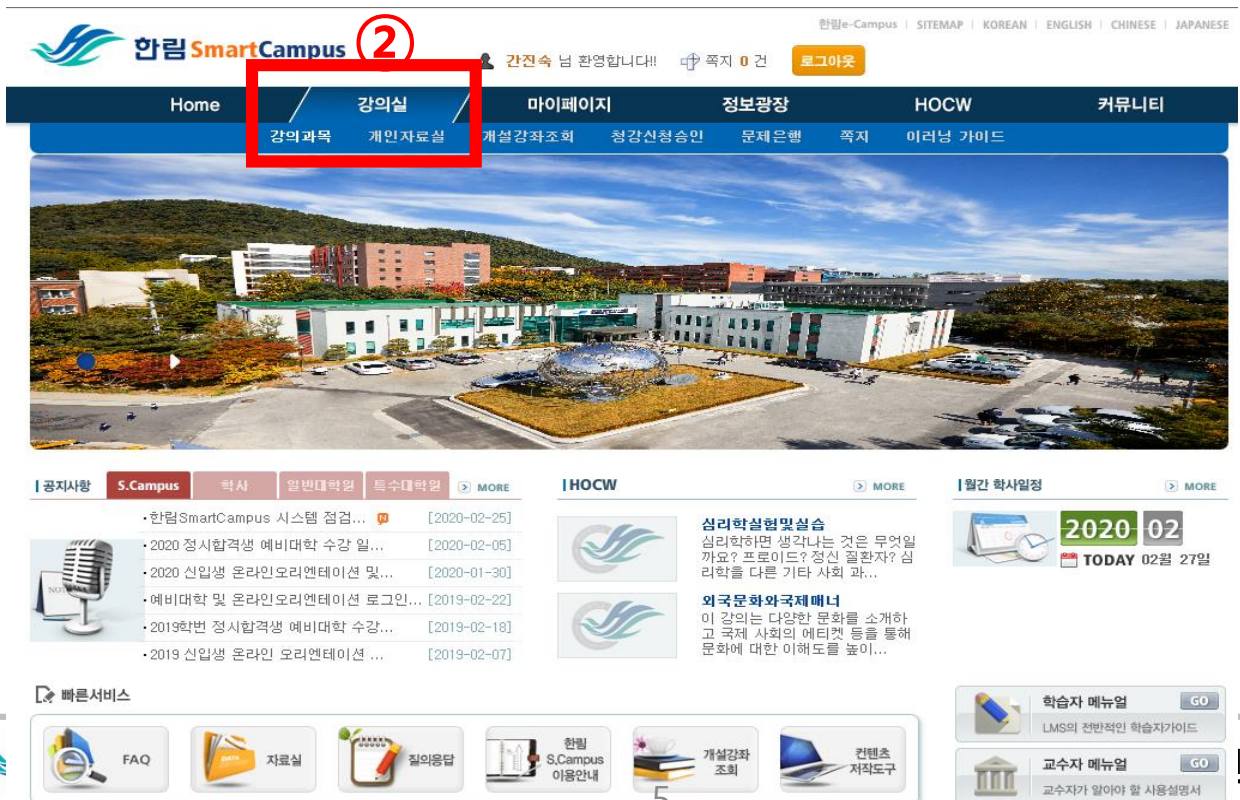 한림e-Campus | SITEMAP | KOREAN | ENGLISH | CHINESE | JAPANESE
한림 SmartCampus
②
간진숙 님 환영합니다!! 쪽지 0 건 로그아웃
Home 강의실 마이페이지 정보광장 HOCW 커뮤니티
강의과목 개인자료실 개설강좌조회 청강신청승인 문제은행 쪽지 이러닝 가이드
공지사항 S.Campus 학사 일반대학원 특수대학원 MORE
·한림SmartCampus 시스템 점검... [2020-02-25]
·2020 정시합격생 예비대학 수강 일... [2020-02-05]
·2020 신입생 온라인오리엔테이션 및... [2020-01-30]
·예비대학 및 온라인오리엔테이션 로그인... [2019-02-22]
·2019학번 정시합격생 예비대학 수강... [2019-02-18]
·2019 신입생 온라인 오리엔테이션 ... [2019-02-07]
HOCW MORE
심리학실험및실습
심리학하면 생각나는 것은 무엇일
까요? 프로이드? 정신 질환자? 심
리학을 다른 기타 사회 과...
외국문화와국제매너
이 강의는 다양한 문화를 소개하
고 국제 사회의 에티켓 등을 통해
문화에 대한 이해도를 높이...
월간 학사일정 MORE
2020 02
TODAY 02월 27일
빠른서비스
FAQ
자료실
질의응답
한림
S.Campus
이용안내
개설강좌
조회
컨텐츠
저작도구
학습자 메뉴얼 GO
LMS의 전반적인 학습자가이드
교수자 메뉴얼 GO
교수자가 알아야 할 사용설명서
5